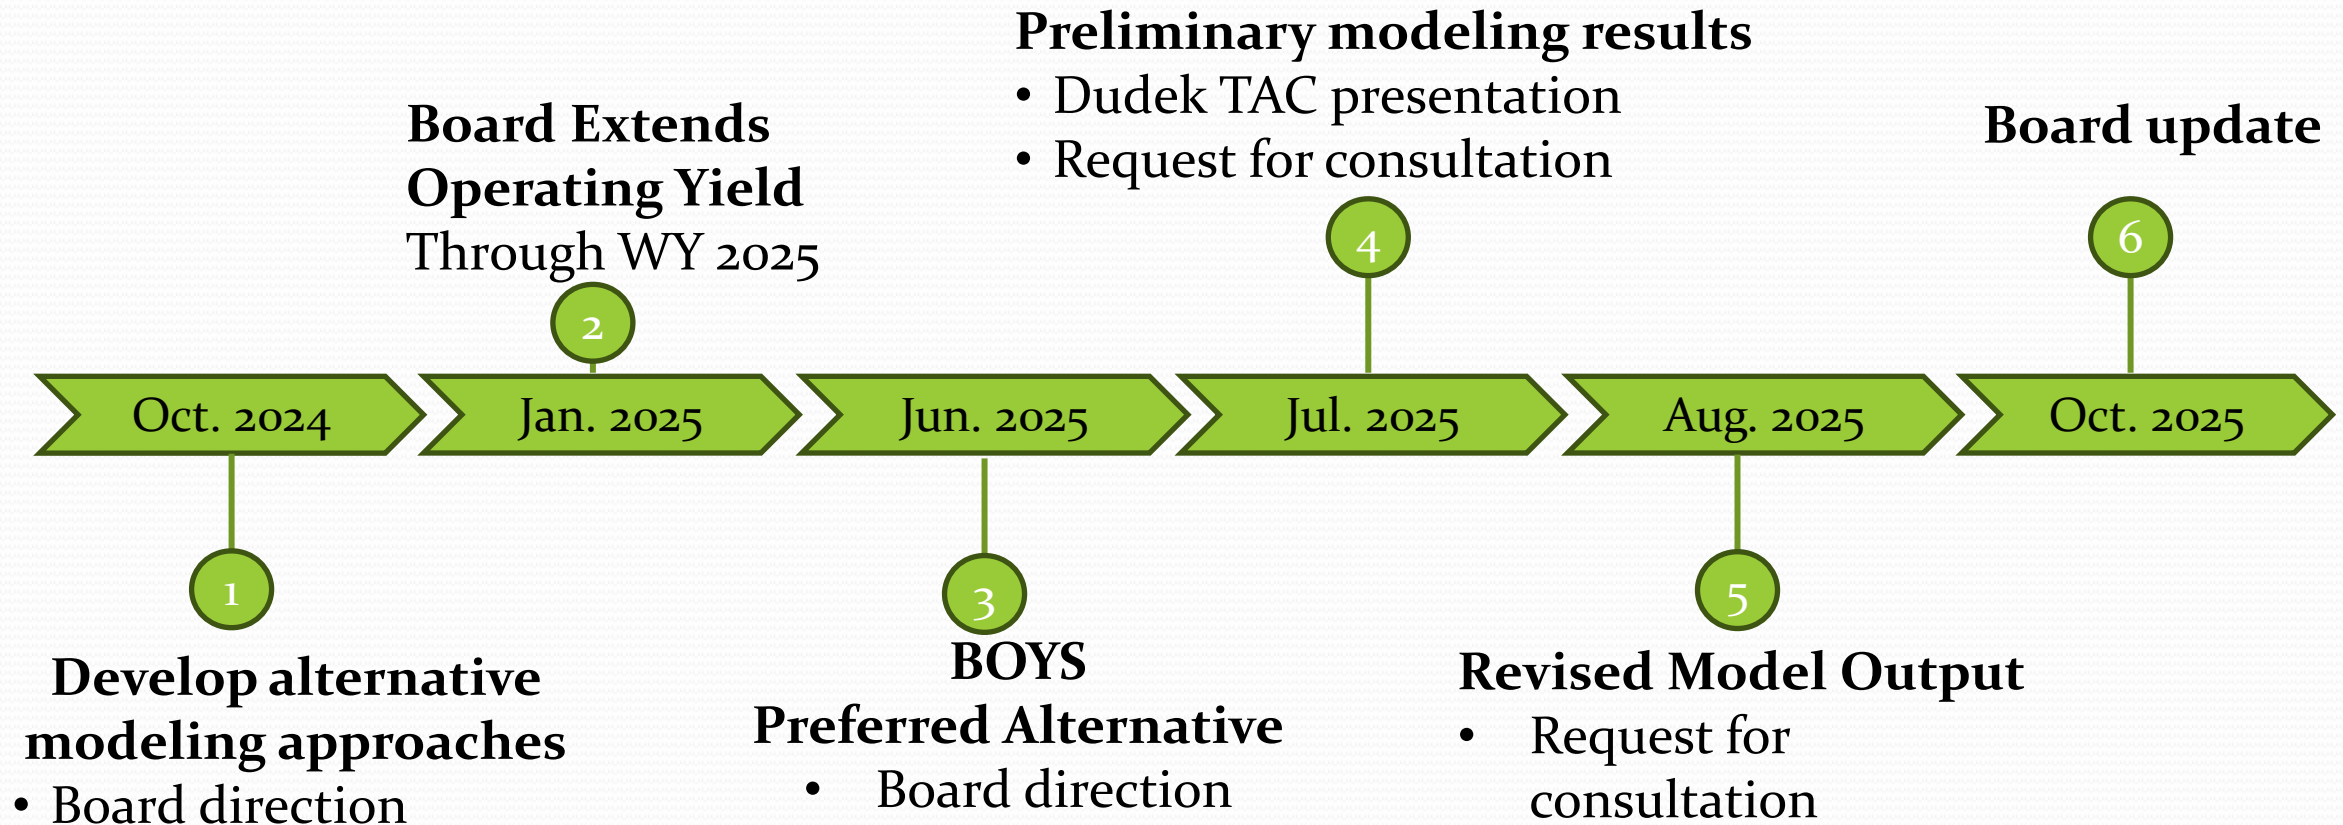 Preliminary modeling results
• Dudek TAC presentation
• Request for consultation
Board Extends
Operating Yield
Through WY 2025
Board update
2
4
6
Oct. 2024
Jan. 2025
Jun. 2025
Jul. 2025
Aug. 2025
Oct. 2025
1
3
5
Develop alternative
modeling approaches
• Board direction
BOYS
Preferred Alternative
• Board direction
Revised Model Output
• Request for
consultation